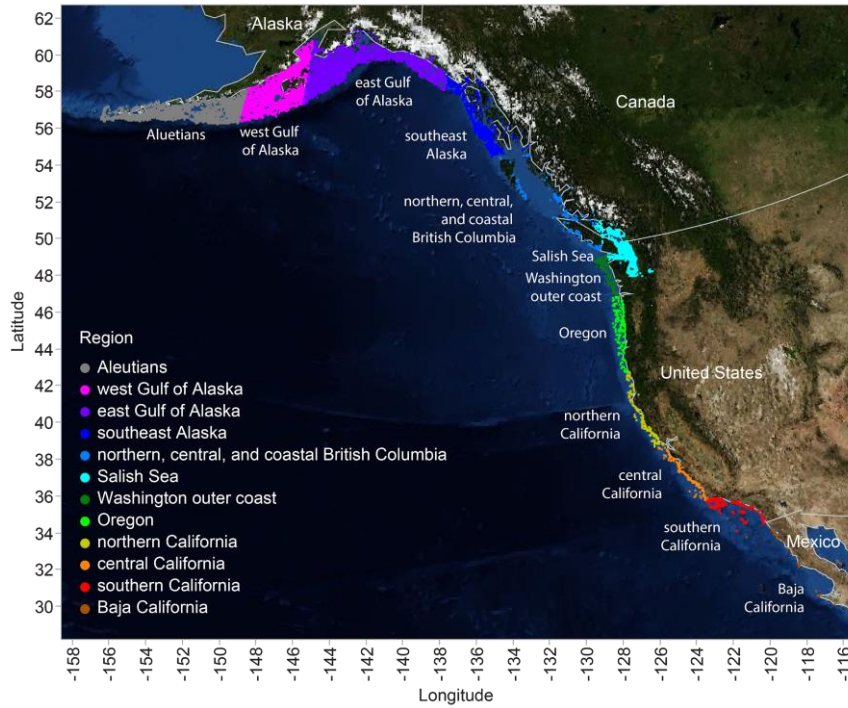 62
60
58
56
54
52
50
48
46
44
42
40
38
36
34
32
30
Latitude
Alaska
Canada
east Gulf
of Alaska
Aluetians
west Gulf
of Alaska
southeast
Alaska
northern, central,
and coastal
British Columbia
Salish Sea
Washington
outer coast
Oregon
United States
northern
California
central
California
southern
California
Mexico
Baja
California
Region
Aleutians
west Gulf of Alaska
east Gulf of Alaska
southeast Alaska
northern, central, and coastal British Columbia
Salish Sea
Washington outer coast
Oregon
northern California
central California
southern California
Baja California
-158 -156 -154 -152 -150 -148 -146 -144 -142 -140 -138 -136 -134 -133 -130 -128 -126 -124 -122 -120 -118 -116
Longitude